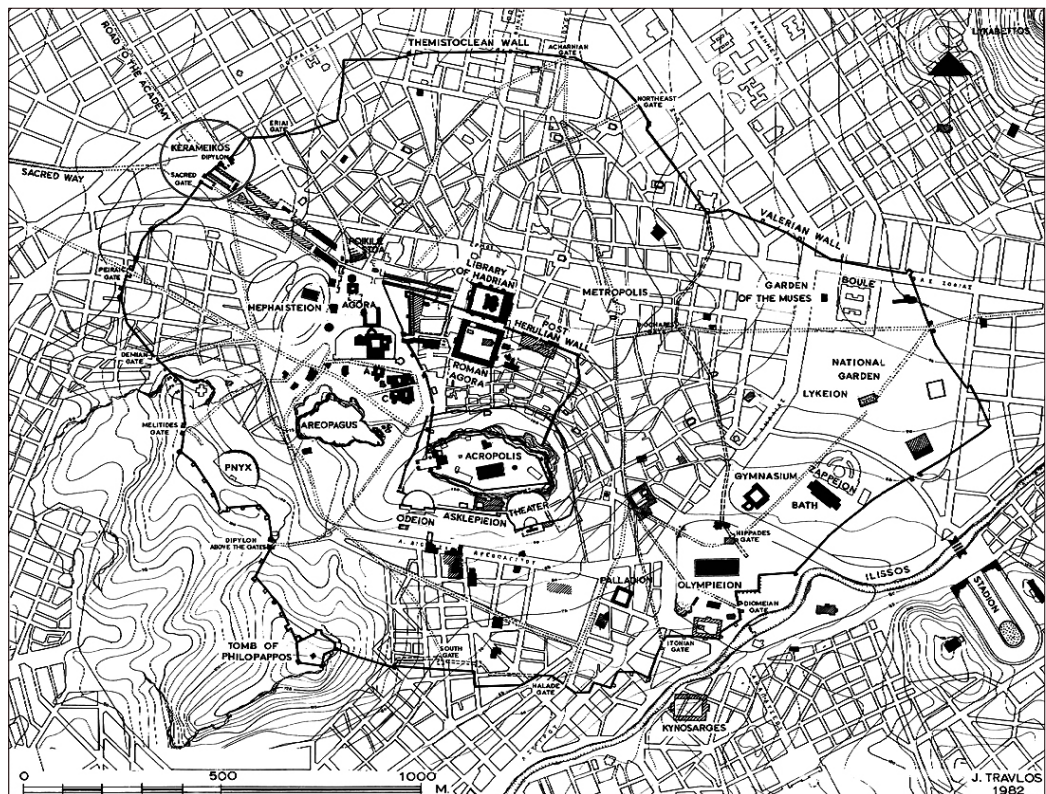 LYKABETTOS
ROAD TO THE ACADEMY
THEMISTOCLEAN WALL
ACHARNIAN
GATE
NORTHEAST
GATE
ERIAI
GATE
KERAMEIKOS
DIPYLON
SACRED
GATE
SACRED WAY
VALERIAN WALL
POIKILE
STOA
LIBRARY
OF HADRIAN
PEIRAIC
GATE
HEPHAISTEION
AGORA
METROPOLIS
GARDEN
OF THE MUSES
BOULE
POST
HERULIAN WALL
ROMAN
AGORA
DEMIAN
GATE
NATIONAL
GARDEN
LYKEION
A
B
C
AREOPAGUS
MELITIDES
GATE
PNYX
ACROPOLIS
GYMNASIUM
ZAPPEION
BATH
ODEION
ASKLEPIEION
THEATER
HIPPADES
GATE
DIPYLON
ABOVE THE GATES
PALLADION
OLYMPIEION
ILISSOS
STADION
DIOMEIAN
GATE
TOMB OF
PHILOPAPPOS
SOUTH
GATE
ITONIAN
GATE
HALADE
GATE
KYNOSARGES
0 500 1000
M.
J. TRAVLOS
1982